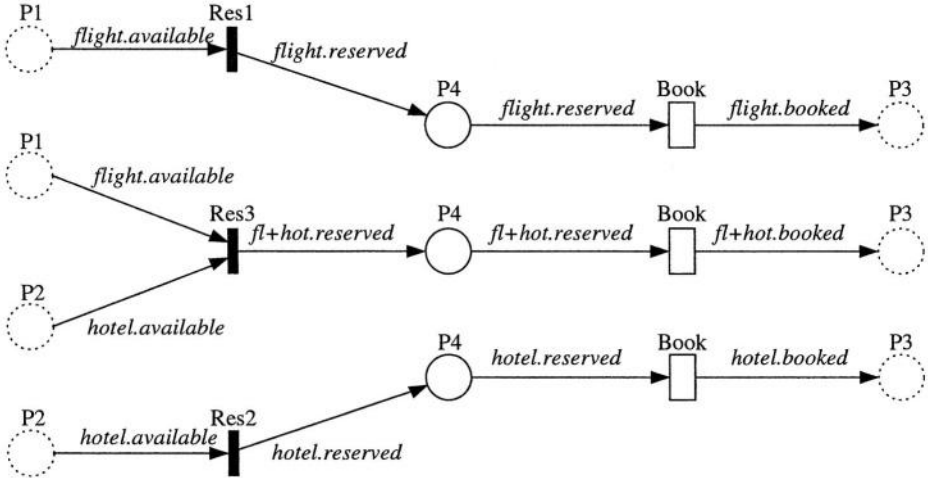 P1
flight.available
Res1
flight.reserved
P4
flight.reserved
Book
flight.booked
P3
P1
flight.available
P2
hotel.available
Res3
fl+hot.reserved
P4
fl+hot.reserved
Book
fl+hot.booked
P3
P2
hotel.available
Res2
hotel.reserved
P4
hotel.reserved
Book
hotel.booked
P3